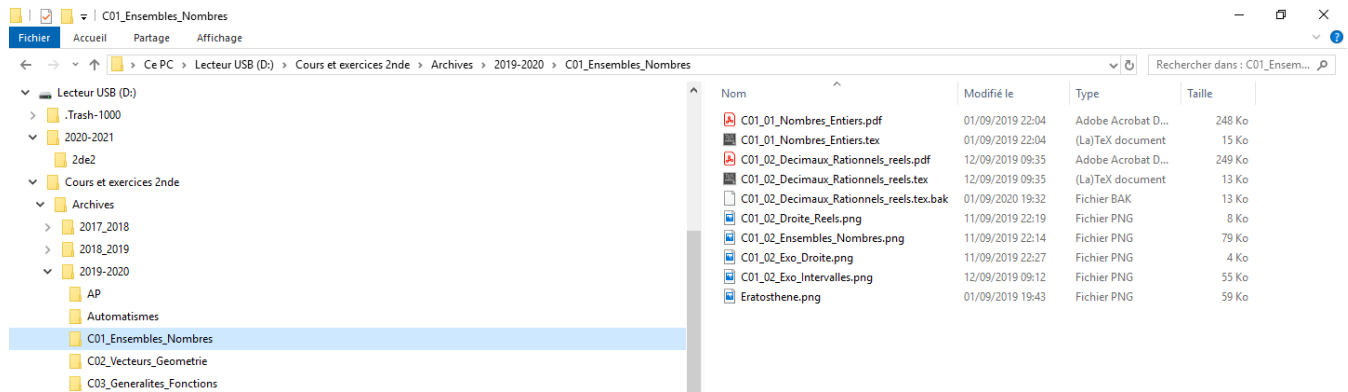 C01_Ensembles_Nombres
Fichier Accueil Partage Affichage
Ce PC > Lecteur USB (D:) > Cours et exercices 2nde > Archives > 2019-2020 > C01_Ensembles_Nombres
Rechercher dans : C01_Ensem...
Lecteur USB (D:)
.Trash-1000
2020-2021
2de2
Cours et exercices 2nde
Archives
2017_2018
2018_2019
2019-2020
AP
Automatismes
C01_Ensembles_Nombres
C02_Vecteurs_Geometrie
C03_Generalites_Fonctions
Nom Modifié le Type Taille
C01_01_Nombres_Entiers.pdf 01/09/2019 22:04 Adobe Acrobat D... 248 Ko
C01_01_Nombres_Entiers.tex 01/09/2019 22:04 (La)TeX document 15 Ko
C01_02_Decimaux_Rationnels_reels.pdf 12/09/2019 09:35 Adobe Acrobat D... 249 Ko
C01_02_Decimaux_Rationnels_reels.tex 12/09/2019 09:35 (La)TeX document 13 Ko
C01_02_Decimaux_Rationnels_reels.tex.bak 01/09/2020 19:32 Fichier BAK 13 Ko
C01_02_Droite_Reels.png 11/09/2019 22:19 Fichier PNG 8 Ko
C01_02_Ensembles_Nombres.png 11/09/2019 22:14 Fichier PNG 79 Ko
C01_02_Exo_Droite.png 11/09/2019 22:27 Fichier PNG 4 Ko
C01_02_Exo_Intervalles.png 12/09/2019 09:12 Fichier PNG 55 Ko
Eratosthene.png 01/09/2019 19:43 Fichier PNG 59 Ko